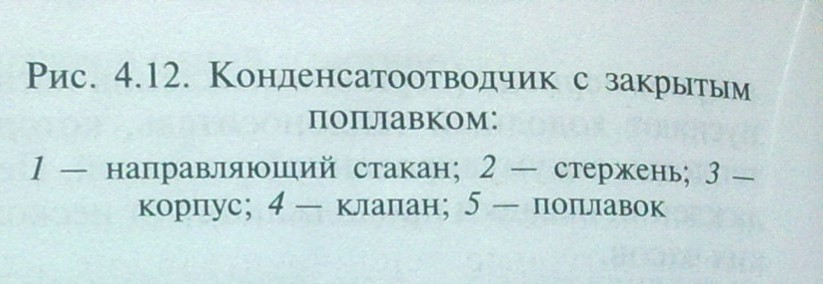 Рис. 4.12. Конденсатоотводчик с закрытым
поплавком:
1 — направляющий стакан; 2 — стержень; 3 —
корпус; 4 — клапан; 5 — поплавок